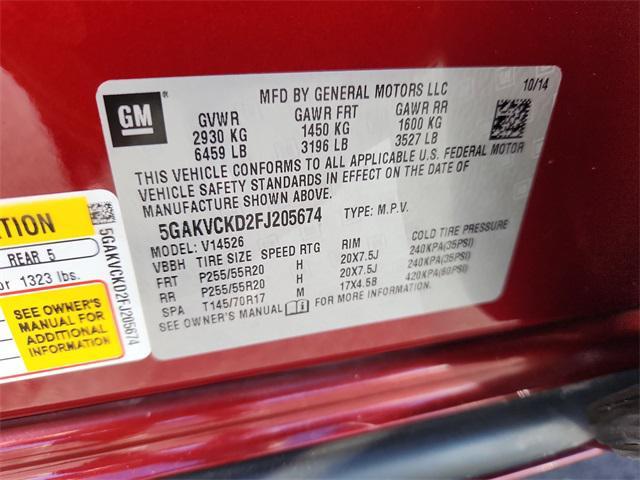 GM
®
MFD BY GENERAL MOTORS LLC
10/14
GVWR GAWR FRT GAWR RR
2930 KG 1450 KG 1600 KG
6459 LB 3196 LB 3527 LB
THIS VEHICLE CONFORMS TO ALL APPLICABLE U.S. FEDERAL MOTOR
VEHICLE SAFETY STANDARDS IN EFFECT ON THE DATE OF
MANUFACTURE SHOWN ABOVE.
5GAKVCKD2FJ205674 TYPE: M.P.V.
MODEL: V14526
VBBH TIRE SIZE SPEED RTG RIM COLD TIRE PRESSURE
FRT P255/55R20 H 20X7.5J 240KPA(35PSI)
RR P255/55R20 H 20X7.5J 240KPA(35PSI)
SPA T145/70R17 M 17X4.5B 420KPA(60PSI)
SEE OWNER'S MANUAL FOR MORE INFORMATION.
REAR 5
1323 lbs.
SEE OWNER'S
MANUAL FOR
ADDITIONAL
INFORMATION
5GAKVCKD2FJ205674